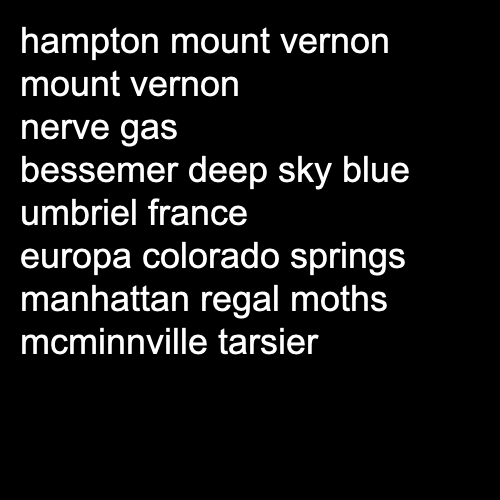 hampton mount vernon
mount vernon
nerve gas
bessemer deep sky blue
umbriel france
europa colorado springs
manhattan regal moths
mcminnville tarsier